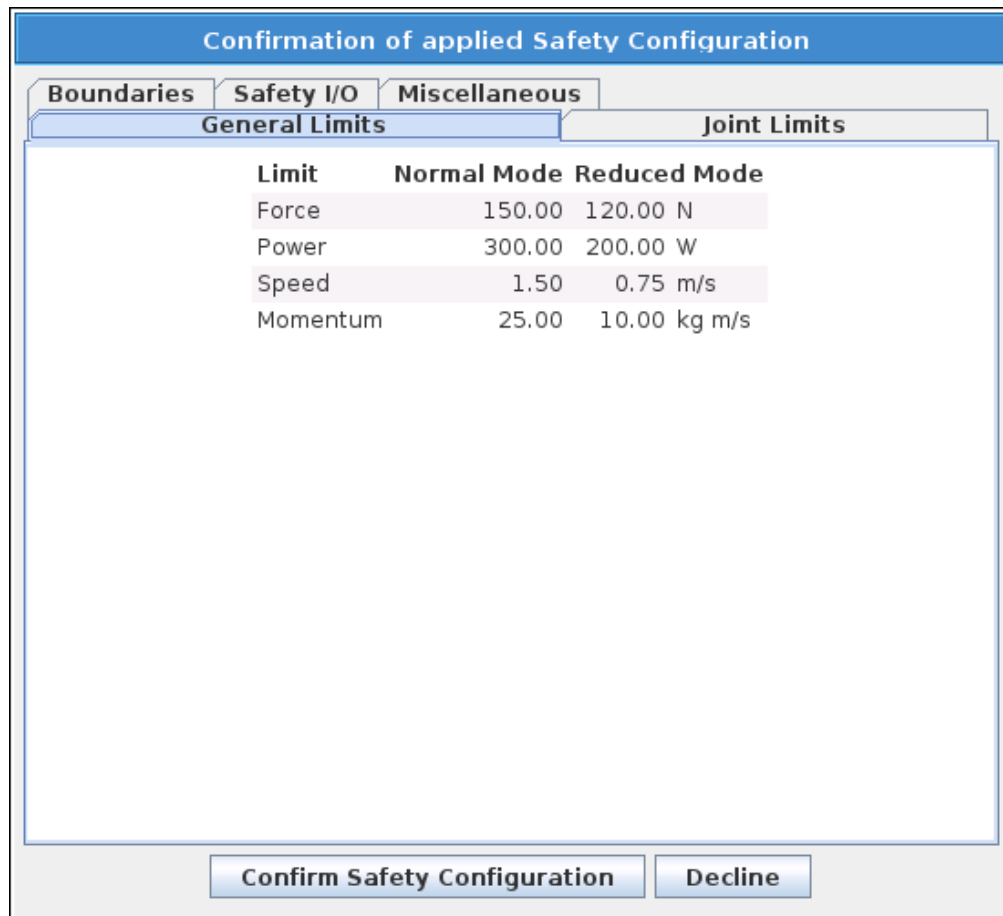 Confirmation of applied Safety Configuration
Boundaries Safety I/O Miscellaneous
General Limits Joint Limits
Limit Normal Mode Reduced Mode
Force 150.00 120.00 N
Power 300.00 200.00 W
Speed 1.50 0.75 m/s
Momentum 25.00 10.00 kg m/s
Confirm Safety Configuration Decline